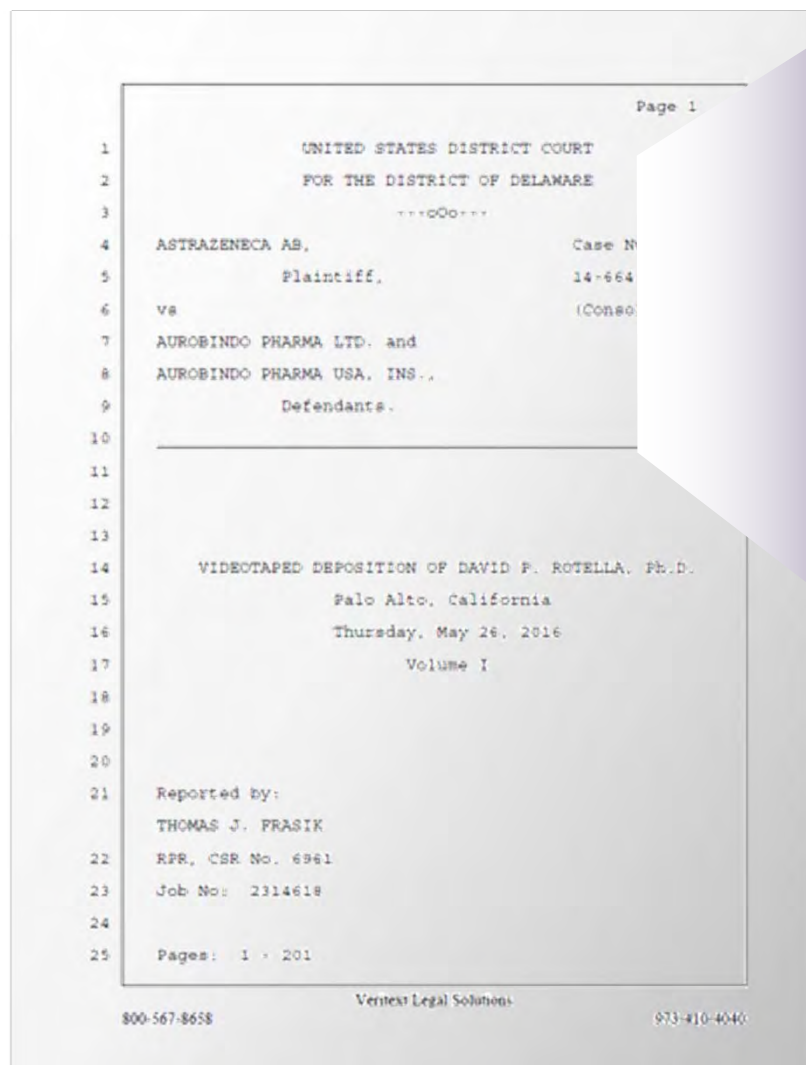 Page 1
1 UNITED STATES DISTRICT COURT
2 FOR THE DISTRICT OF DELAWARE
3 ---oOo---
4 ASTRAZENECA AB, Case
5 Plaintiff, 14-664
6 vs
7 AUROBINDO PHARMA LTD. and
8 AUROBINDO PHARMA USA, INS.,
9 Defendants.
10
11
12
13
14 VIDEOTAPED DEPOSITION OF DAVID P. ROTELLA, Ph.D.
15 Palo Alto, California
16 Thursday, May 26, 2016
17 Volume I
18
19
20
21 Reported by:
THOMAS J. FRASIK
22 RPR, CSR No. 6961
23 Job No: 2314618
24
25 Pages: 1 - 201
Veritext Legal Solutions
800-567-8658 973-410-4040